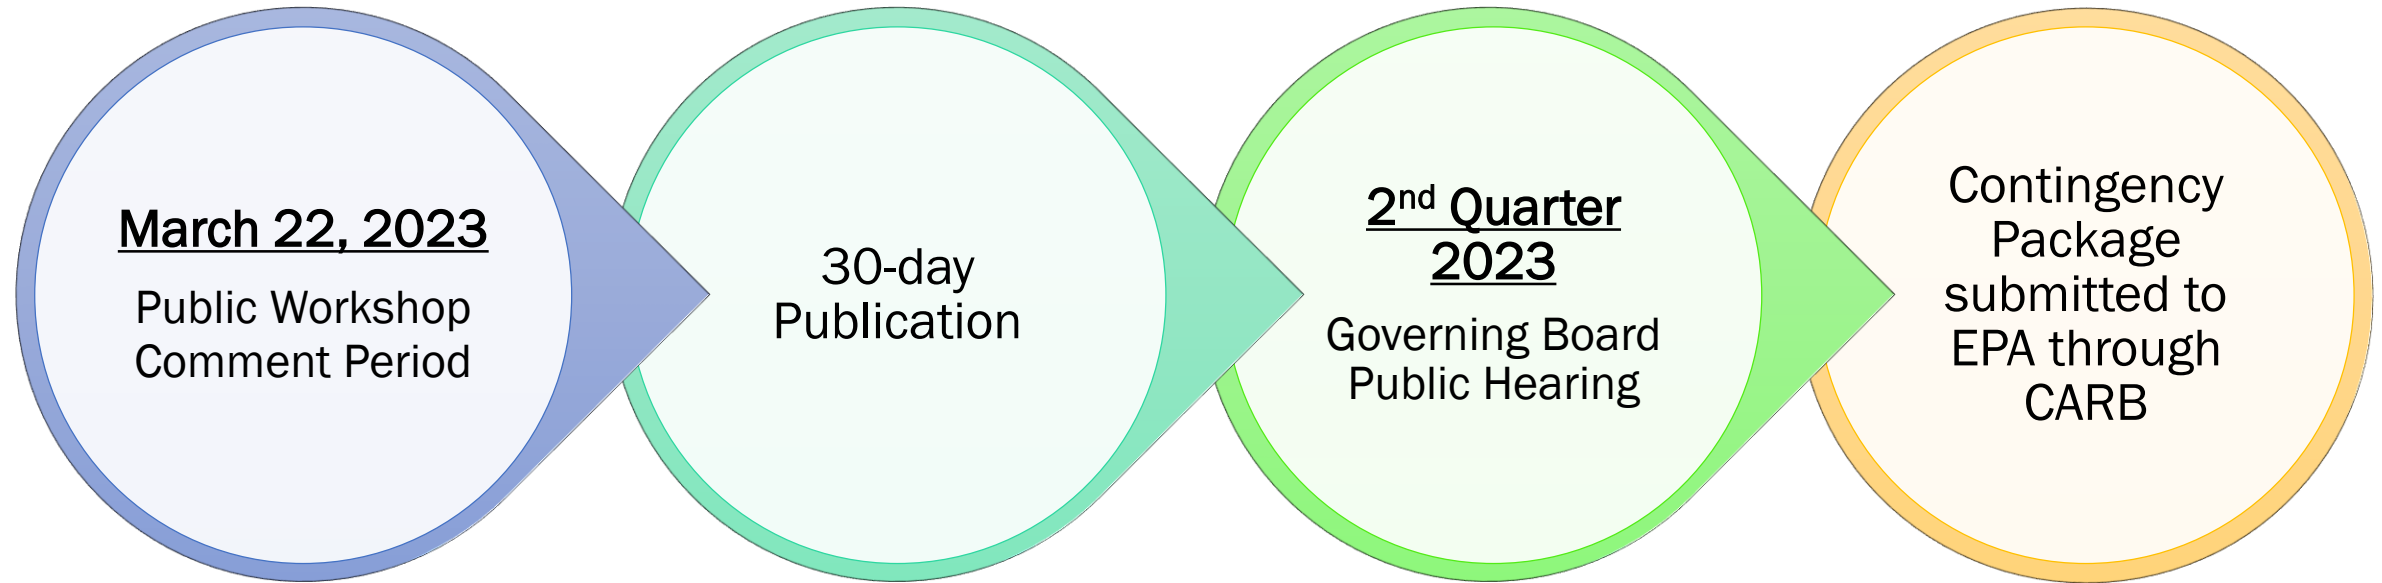 March 22, 2023
Public Workshop
Comment Period
30-day
Publication
2nd Quarter
2023
Governing Board
Public Hearing
Contingency
Package
submitted to
EPA through
CARB